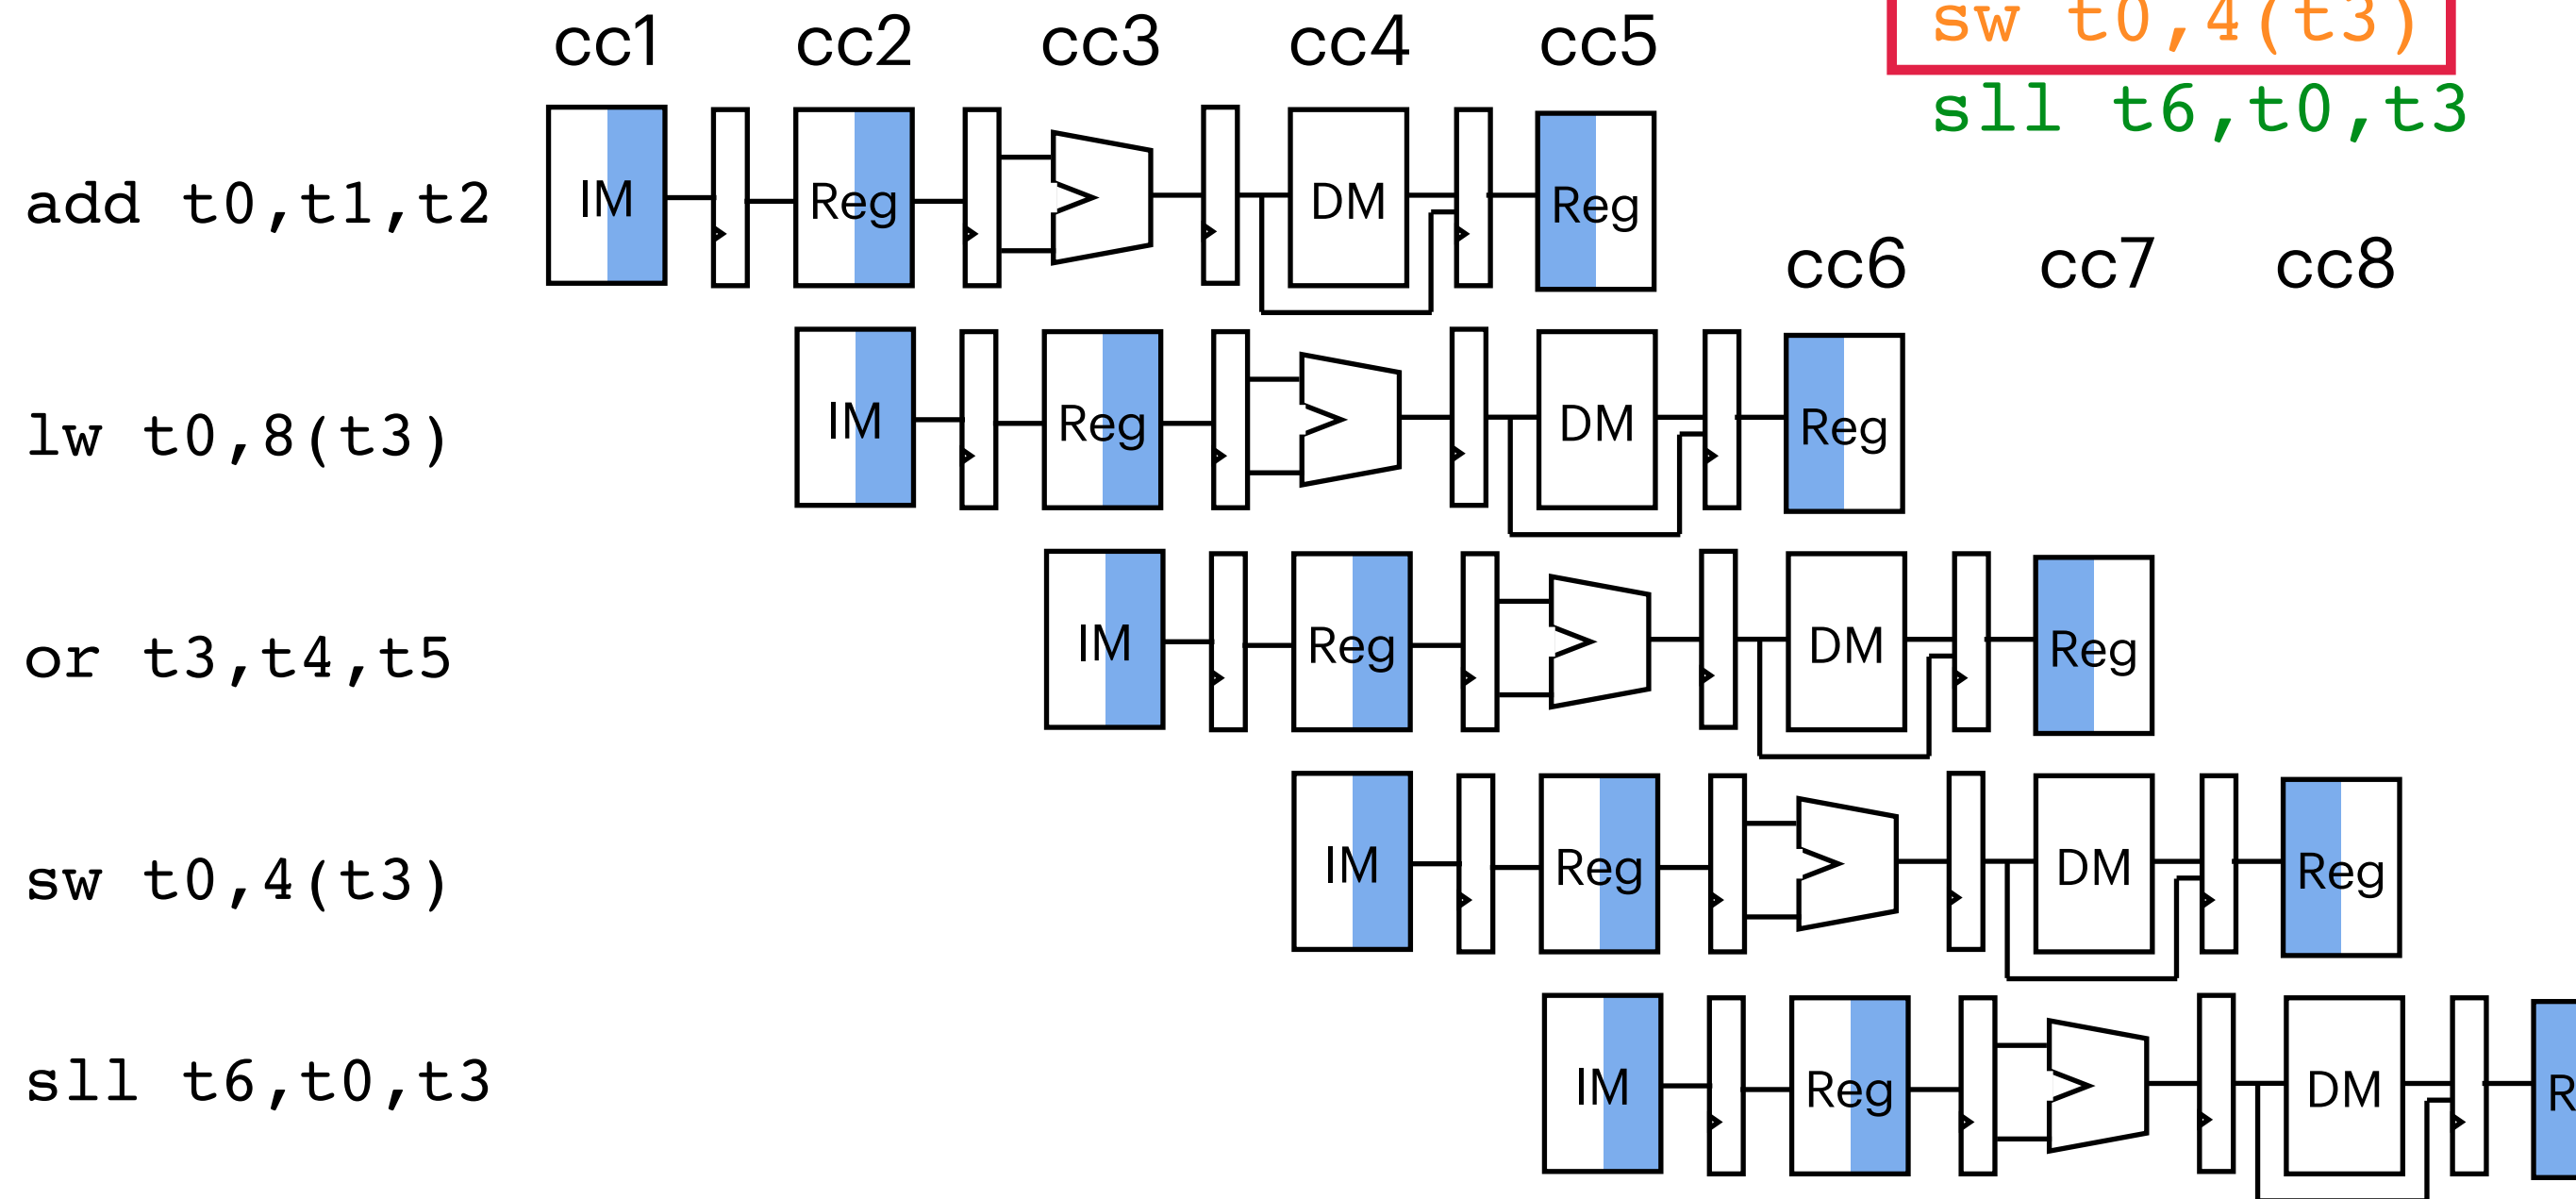 cc1 cc2 cc3 cc4 cc5
sw t0,4(t3)
sll t6,t0,t3
add t0,t1,t2 IM Reg DM Reg
cc6 cc7 cc8
lw t0,8(t3) IM Reg DM Reg
or t3,t4,t5 IM Reg DM Reg
sw t0,4(t3) IM Reg DM Reg
sll t6,t0,t3 IM Reg DM R